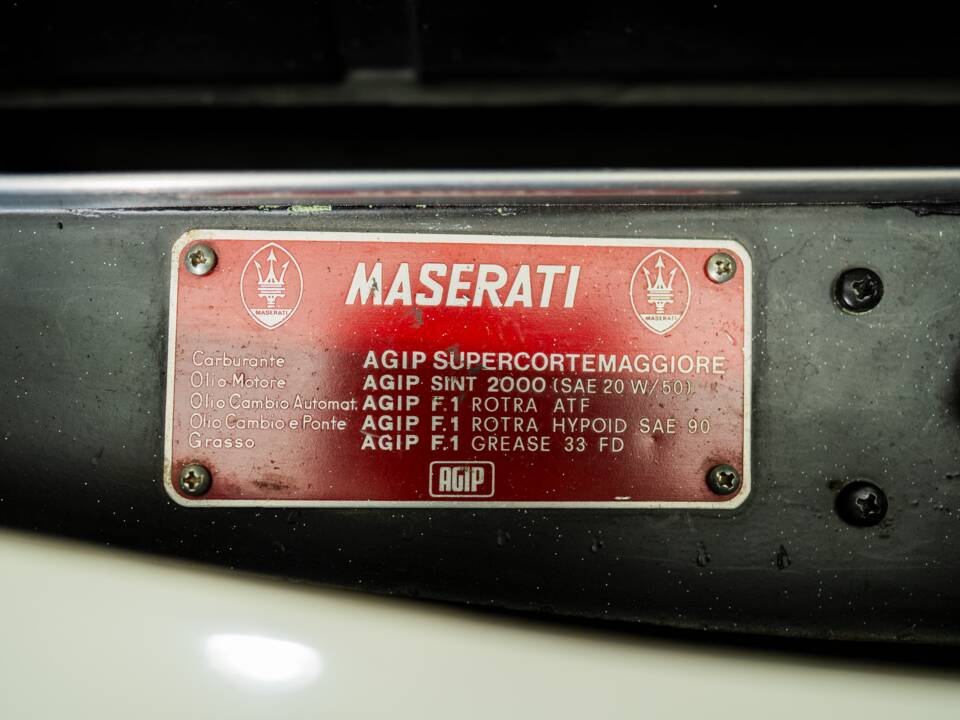 MASERATI
MASERATI
MASERATI
Carburante AGIP SUPERCORTEMAGGIORE
Olio Motore AGIP SINT 2000 (SAE 20 W/50)
Olio Cambio Automat. AGIP F.1 ROTRA ATF
Olio Cambio e Ponte AGIP F.1 ROTRA HYPOID SAE 90
Grasso AGIP F.1 GREASE 33 FD
AGIP